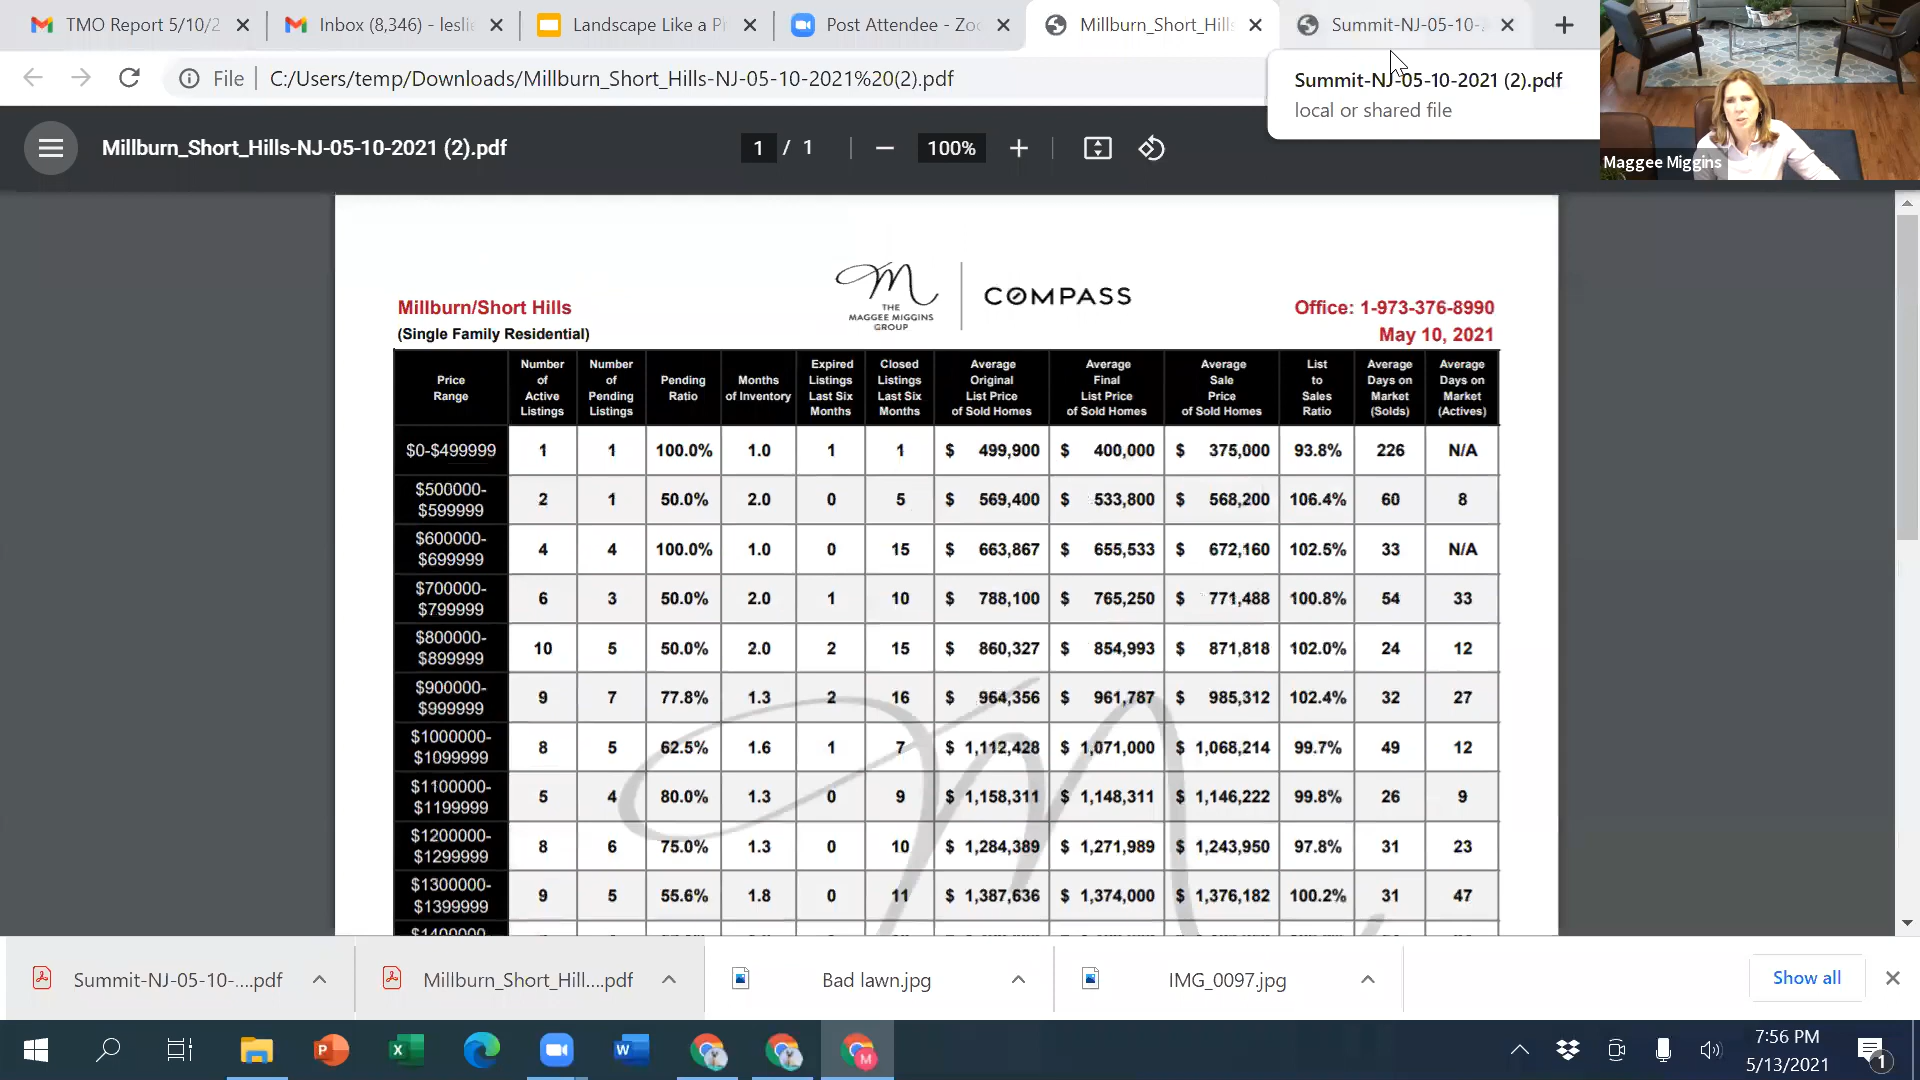 TMO Report 5/10/2
Inbox (8,346) - leslie
Landscape Like a Pr
Post Attendee - Zoo
Millburn_Short_Hills
Summit-NJ-05-10-
File C:/Users/temp/Downloads/Millburn_Short_Hills-NJ-05-10-2021%20(2).pdf
Summit-NJ-05-10-2021 (2).pdf
local or shared file
Maggee Miggins
Millburn_Short_Hills-NJ-05-10-2021 (2).pdf
1 / 1
100%
M
THE
MAGGEE MIGGINS
GROUP
COMPASS
Millburn/Short Hills
(Single Family Residential)
Office: 1-973-376-8990
May 10, 2021
Price Range Number of Active Listings Number of Pending Listings Pending Ratio Months of Inventory Expired Listings Last Six Months Closed Listings Last Six Months Average Original List Price of Sold Homes Average Final List Price of Sold Homes Average Sale Price of Sold Homes List to Sales Ratio Average Days on Market (Solds) Average Days on Market (Actives)
$0-$499999 1 1 100.0% 1.0 1 1 $ 499,900 $ 400,000 $ 375,000 93.8% 226 N/A
$500000-$599999 2 1 50.0% 2.0 0 5 $ 569,400 $ 533,800 $ 568,200 106.4% 60 8
$600000-$699999 4 4 100.0% 1.0 0 15 $ 663,867 $ 655,533 $ 672,160 102.5% 33 N/A
$700000-$799999 6 3 50.0% 2.0 1 10 $ 788,100 $ 765,250 $ 771,488 100.8% 54 33
$800000-$899999 10 5 50.0% 2.0 2 15 $ 860,327 $ 854,993 $ 871,818 102.0% 24 12
$900000-$999999 9 7 77.8% 1.3 2 16 $ 964,356 $ 961,787 $ 985,312 102.4% 32 27
$1000000-$1099999 8 5 62.5% 1.6 1 7 $ 1,112,428 $ 1,071,000 $ 1,068,214 99.7% 49 12
$1100000-$1199999 5 4 80.0% 1.3 0 9 $ 1,158,311 $ 1,148,311 $ 1,146,222 99.8% 26 9
$1200000-$1299999 8 6 75.0% 1.3 0 10 $ 1,284,389 $ 1,271,989 $ 1,243,950 97.8% 31 23
$1300000-$1399999 9 5 55.6% 1.8 0 11 $ 1,387,636 $ 1,374,000 $ 1,376,182 100.2% 31 47
Summit-NJ-05-10-....pdf
Millburn_Short_Hill....pdf
Bad lawn.jpg
IMG_0097.jpg
Show all
7:56 PM
5/13/2021
1